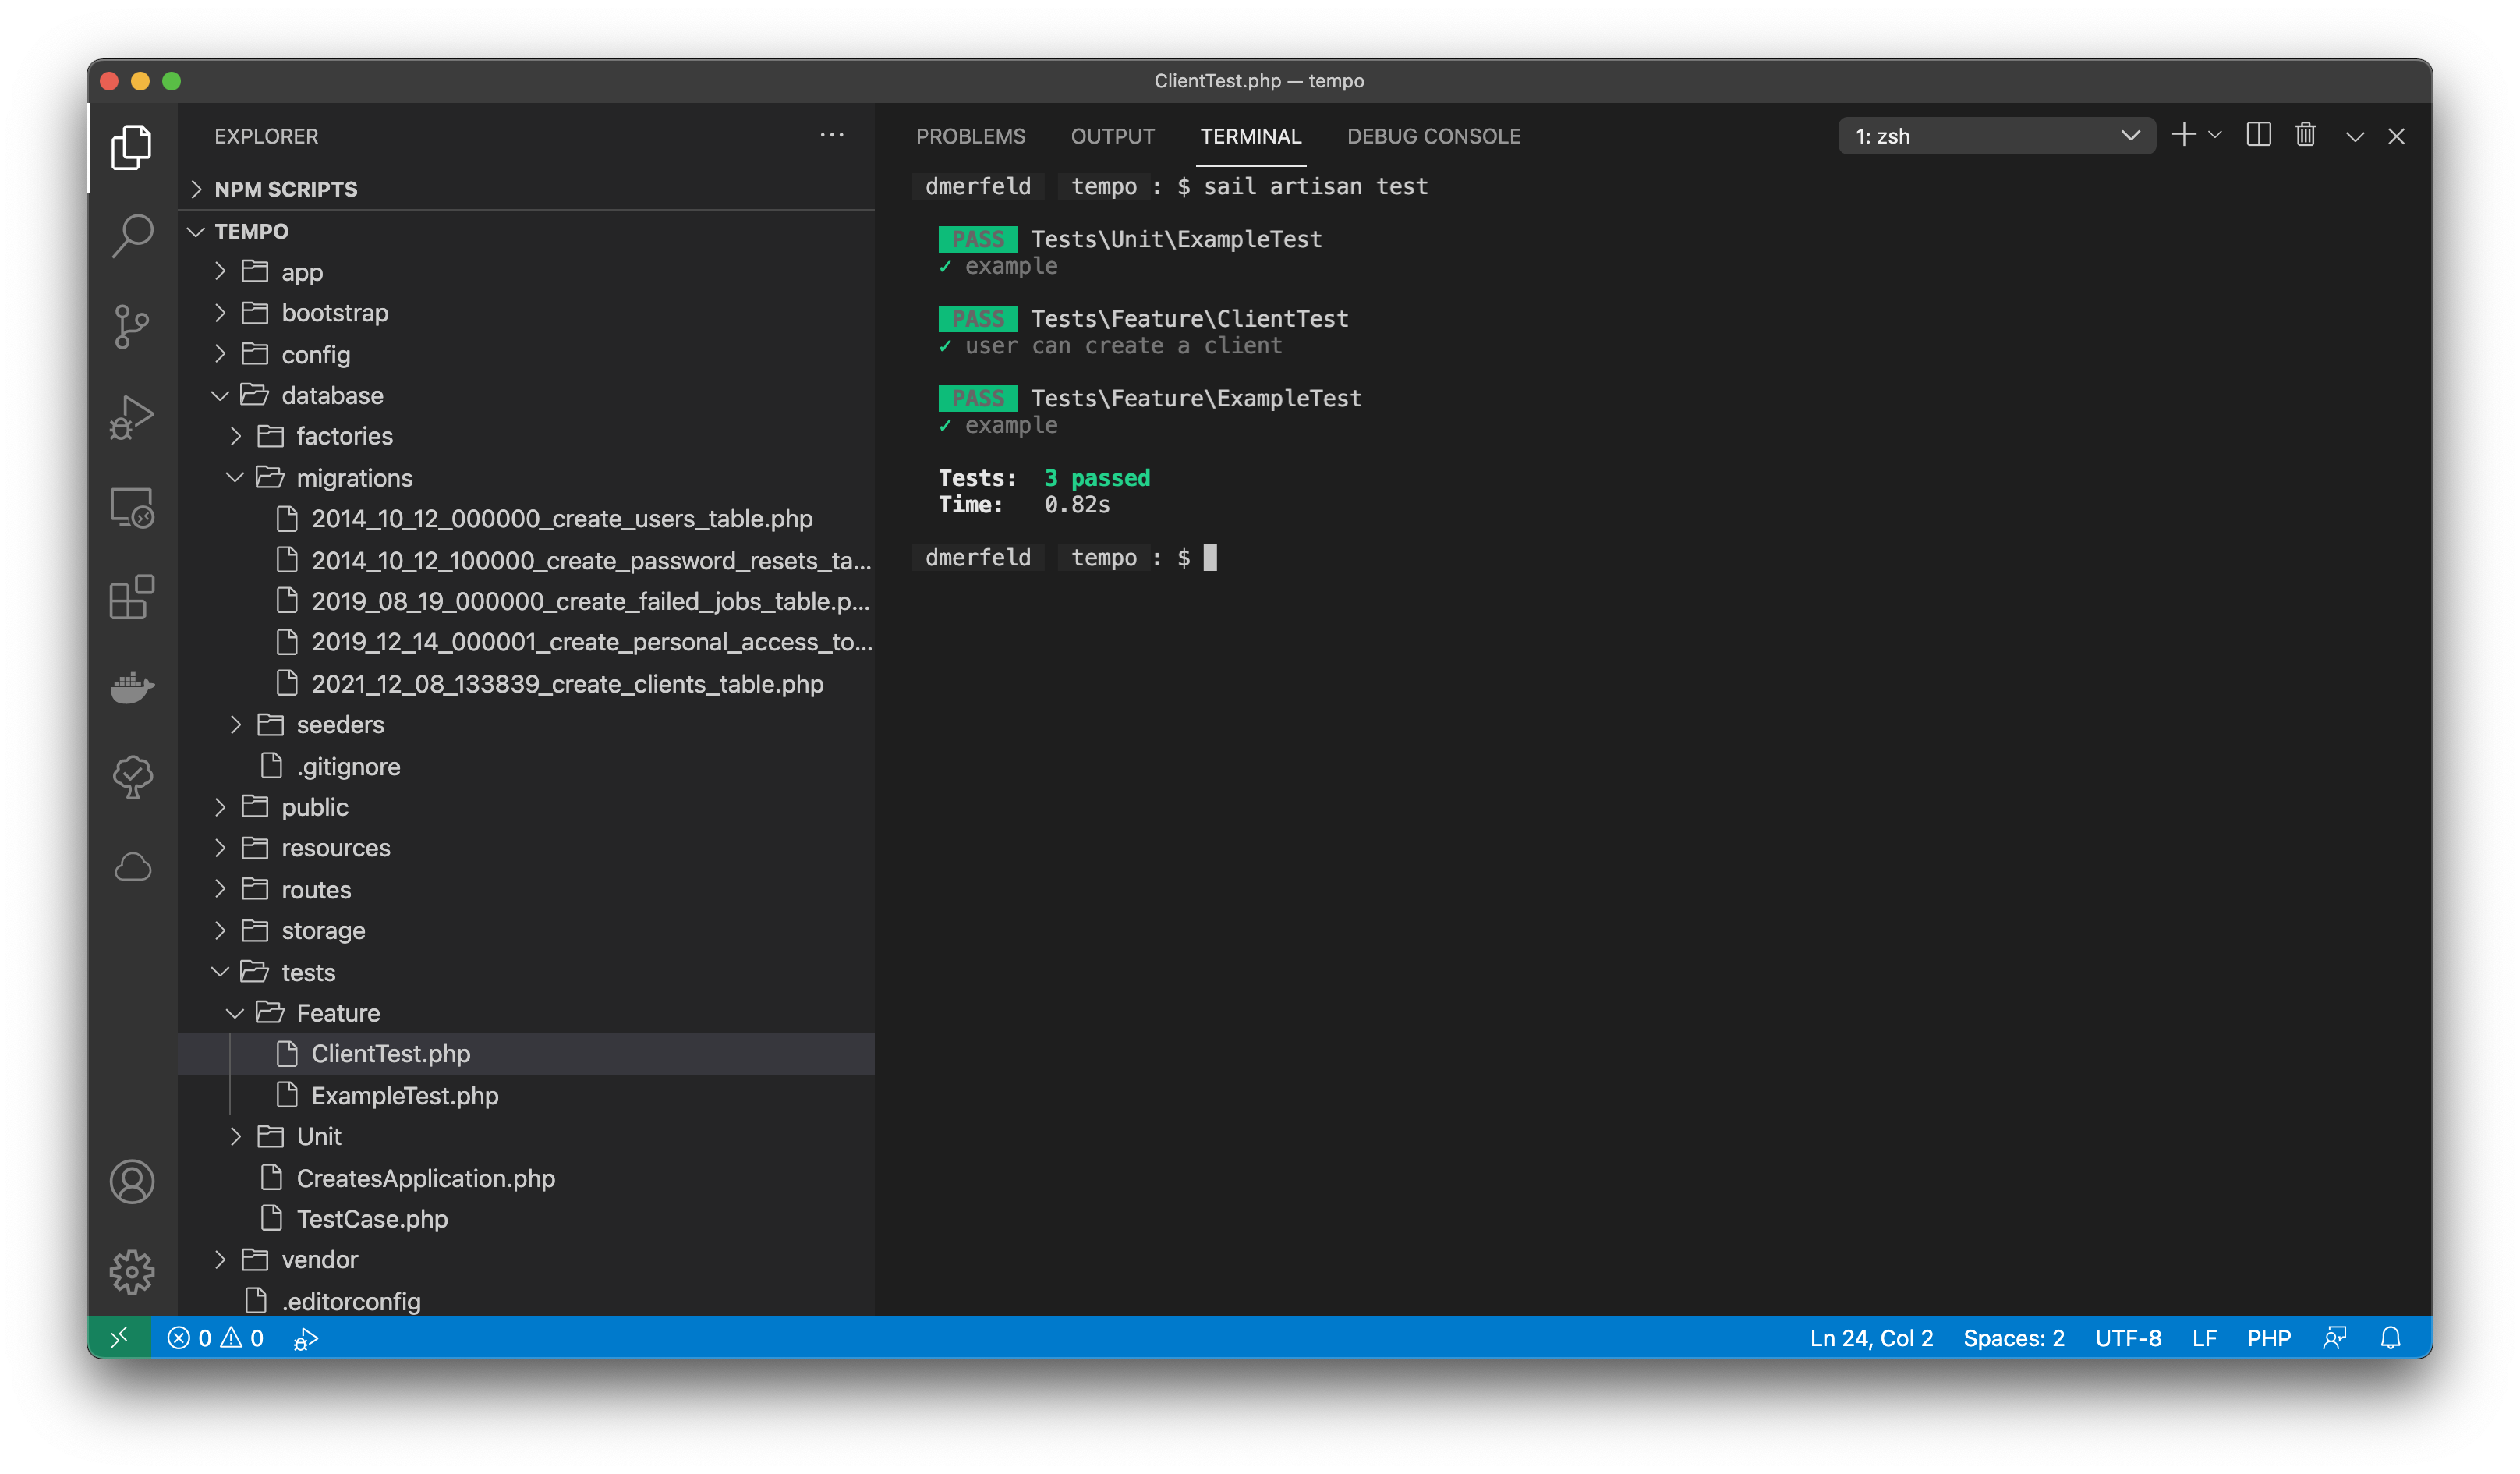 ClientTest.php — tempo
EXPLORER
NPM SCRIPTS
TEMPO
app
bootstrap
config
database
factories
migrations
2014_10_12_000000_create_users_table.php
2014_10_12_100000_create_password_resets_ta...
2019_08_19_000000_create_failed_jobs_table.p...
2019_12_14_000001_create_personal_access_to...
2021_12_08_133839_create_clients_table.php
seeders
.gitignore
public
resources
routes
storage
tests
Feature
ClientTest.php
ExampleTest.php
Unit
CreatesApplication.php
TestCase.php
vendor
.editorconfig
PROBLEMS OUTPUT TERMINAL DEBUG CONSOLE 1: zsh
dmerfeld tempo : $ sail artisan test
PASS Tests\Unit\ExampleTest
✓ example
PASS Tests\Feature\ClientTest
✓ user can create a client
PASS Tests\Feature\ExampleTest
✓ example
Tests: 3 passed
Time: 0.82s
dmerfeld tempo : $
0 0 Ln 24, Col 2 Spaces: 2 UTF-8 LF PHP